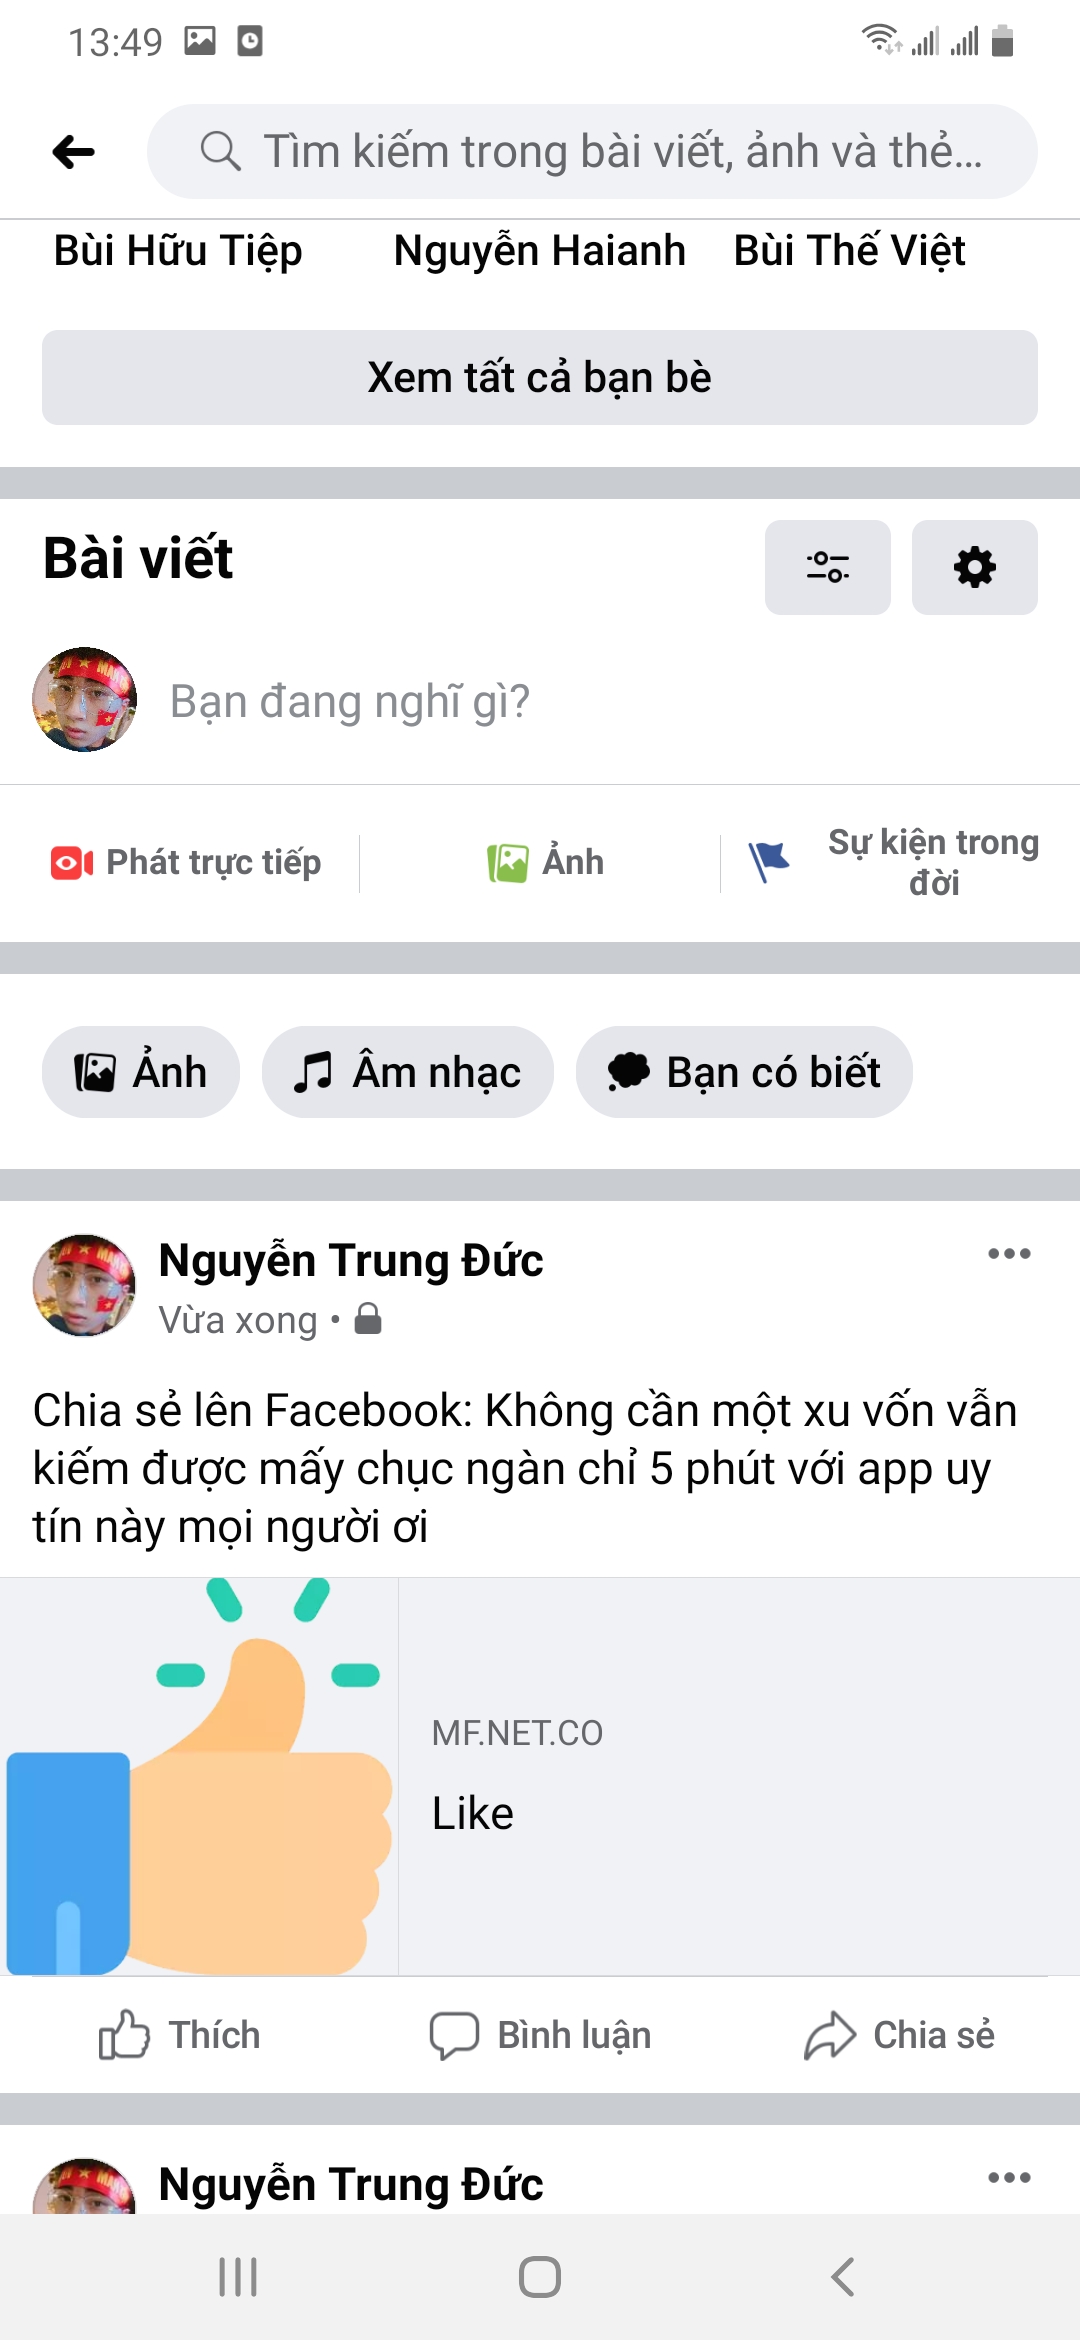 13:49
Tìm kiếm trong bài viết, ảnh và thẻ...
Bùi Hữu Tiệp
Nguyễn Haianh
Bùi Thế Việt
Xem tất cả bạn bè
Bài viết
Bạn đang nghĩ gì?
Phát trực tiếp
Ảnh
Sự kiện trong
đời
Ảnh
Âm nhạc
Bạn có biết
Nguyễn Trung Đức
Vừa xong •
Chia sẻ lên Facebook: Không cần một xu vốn vẫn
kiếm được mấy chục ngàn chỉ 5 phút với app uy
tín này mọi người ơi
MF.NET.CO
Like
Thích
Bình luận
Chia sẻ
Nguyễn Trung Đức